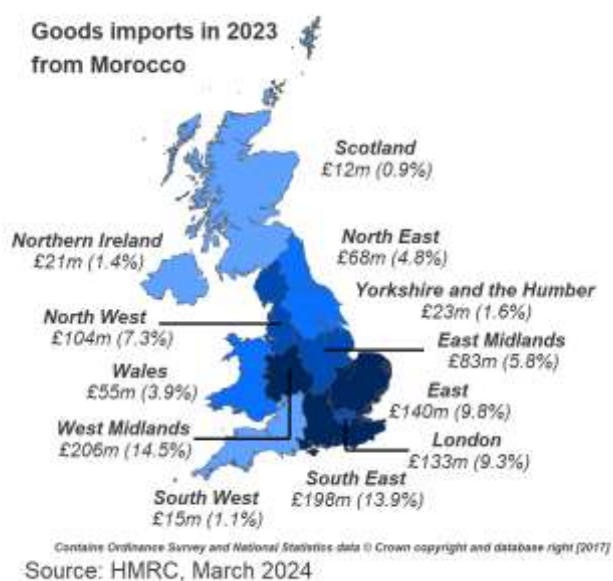 Goods imports in 2023
from Morocco
Scotland
£12m (0.9%)
Northern Ireland
£21m (1.4%)
North East
£68m (4.8%)
Yorkshire and the Humber
£23m (1.6%)
North West
£104m (7.3%)
East Midlands
£83m (5.8%)
Wales
£55m (3.9%)
East
£140m (9.8%)
West Midlands
£206m (14.5%)
London
£133m (9.3%)
South East
£198m (13.9%)
South West
£15m (1.1%)
Contains Ordinance Survey and National Statistics data © Crown copyright and database right [2017]
Source: HMRC, March 2024